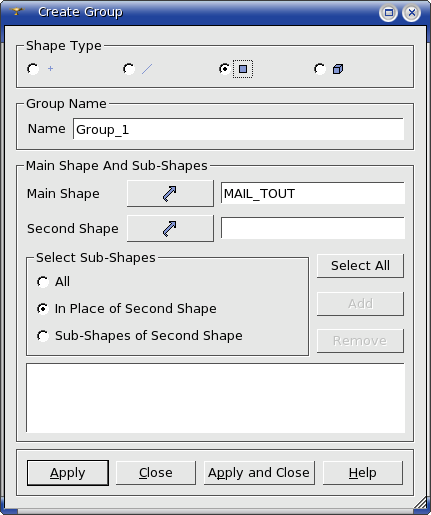 Create Group
Shape Type
Group Name
Name Group_1
Main Shape And Sub-Shapes
Main Shape MAIL_TOUT
Second Shape
Select Sub-Shapes
Select All
All
In Place of Second Shape
Add
Sub-Shapes of Second Shape
Remove
Apply Close Apply and Close Help